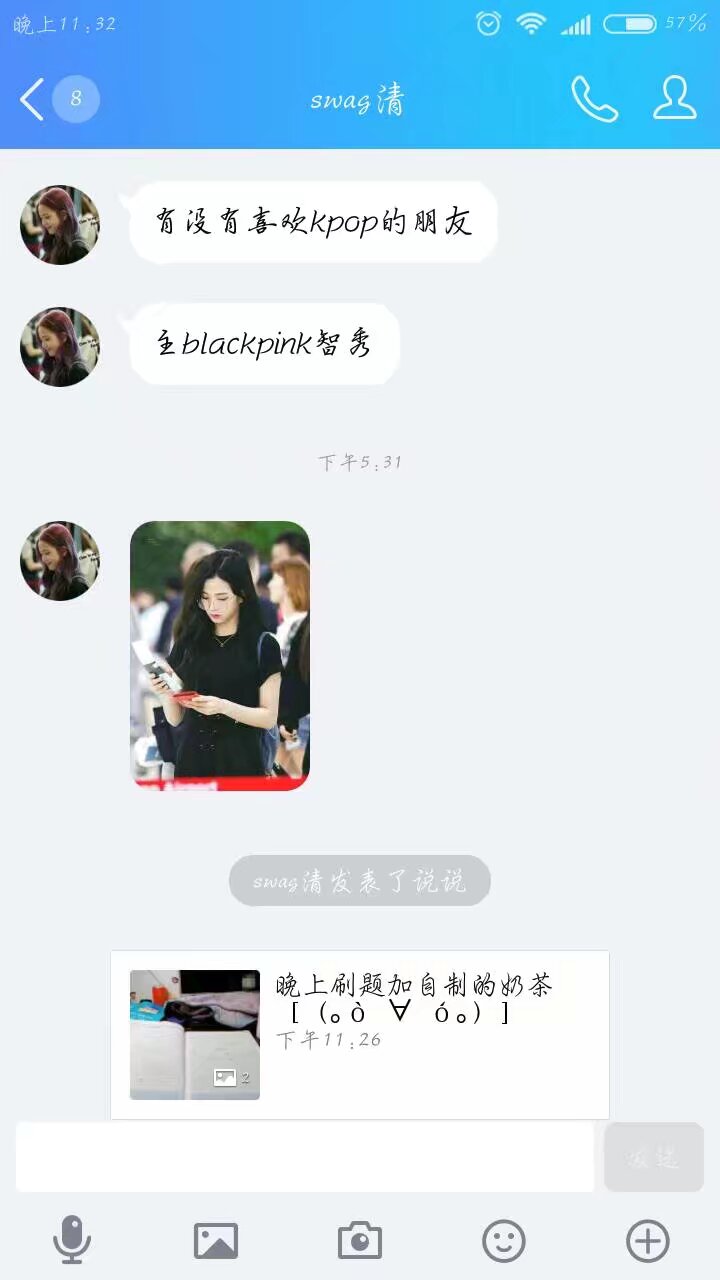 晚上11:32
57%
8
swag清
有没有喜欢kpop的朋友
主blackpink智秀
下午5:31
swag清发表了说说
晚上刷题加自制的奶茶
[ (。ò ∀ ó。) ]
下午11:26
2
发送